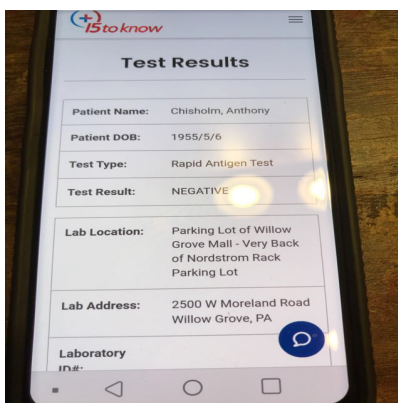 15toknow
Test Results
Patient Name: Chisholm, Anthony
Patient DOB: 1955/5/6
Test Type: Rapid Antigen Test
Test Result: NEGATIVE
Lab Location: Parking Lot of Willow
Grove Mall - Very Back
of Nordstrom Rack
Parking Lot
Lab Address: 2500 W Moreland Road
Willow Grove, PA
Laboratory
ID#: